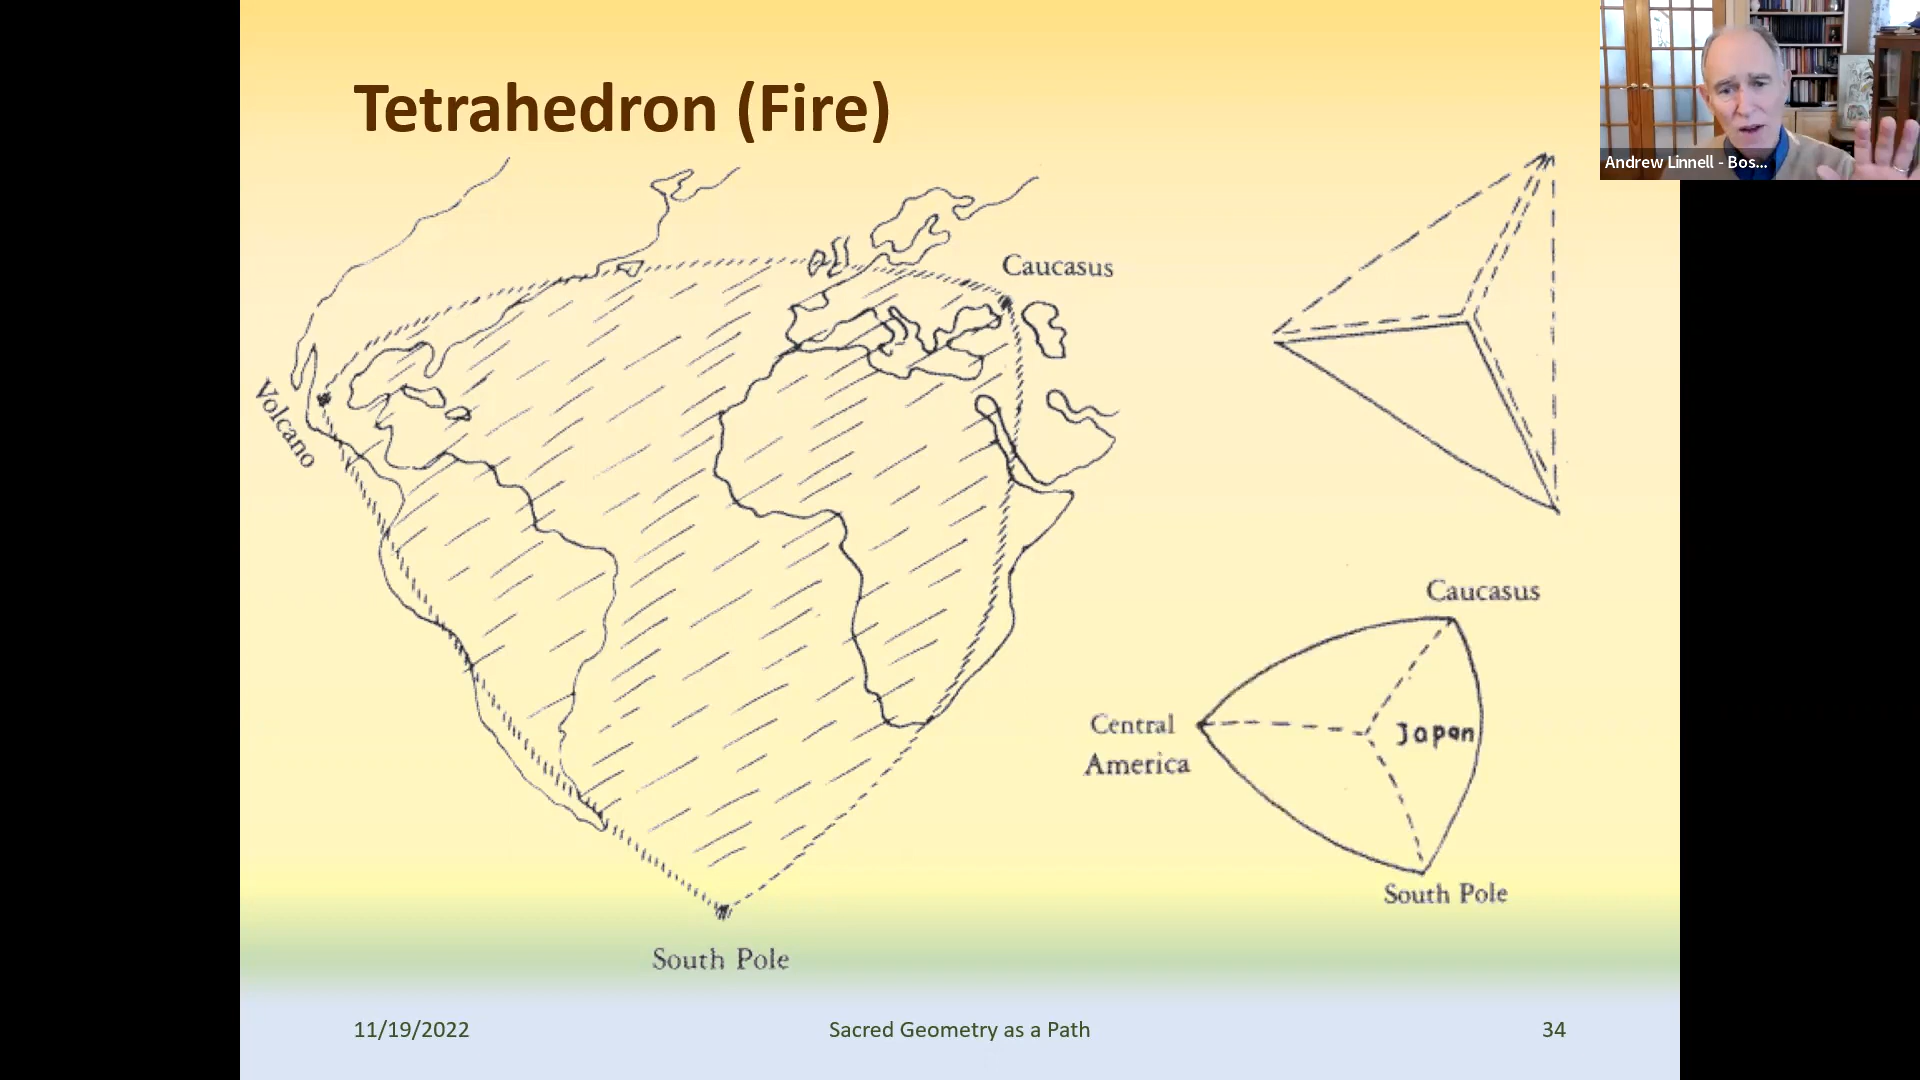 Tetrahedron (Fire)
Andrew Linnell - Bos...
Caucasus
Volcano
South Pole
Caucasus
Central
America
Japan
South Pole
11/19/2022
Sacred Geometry as a Path
34